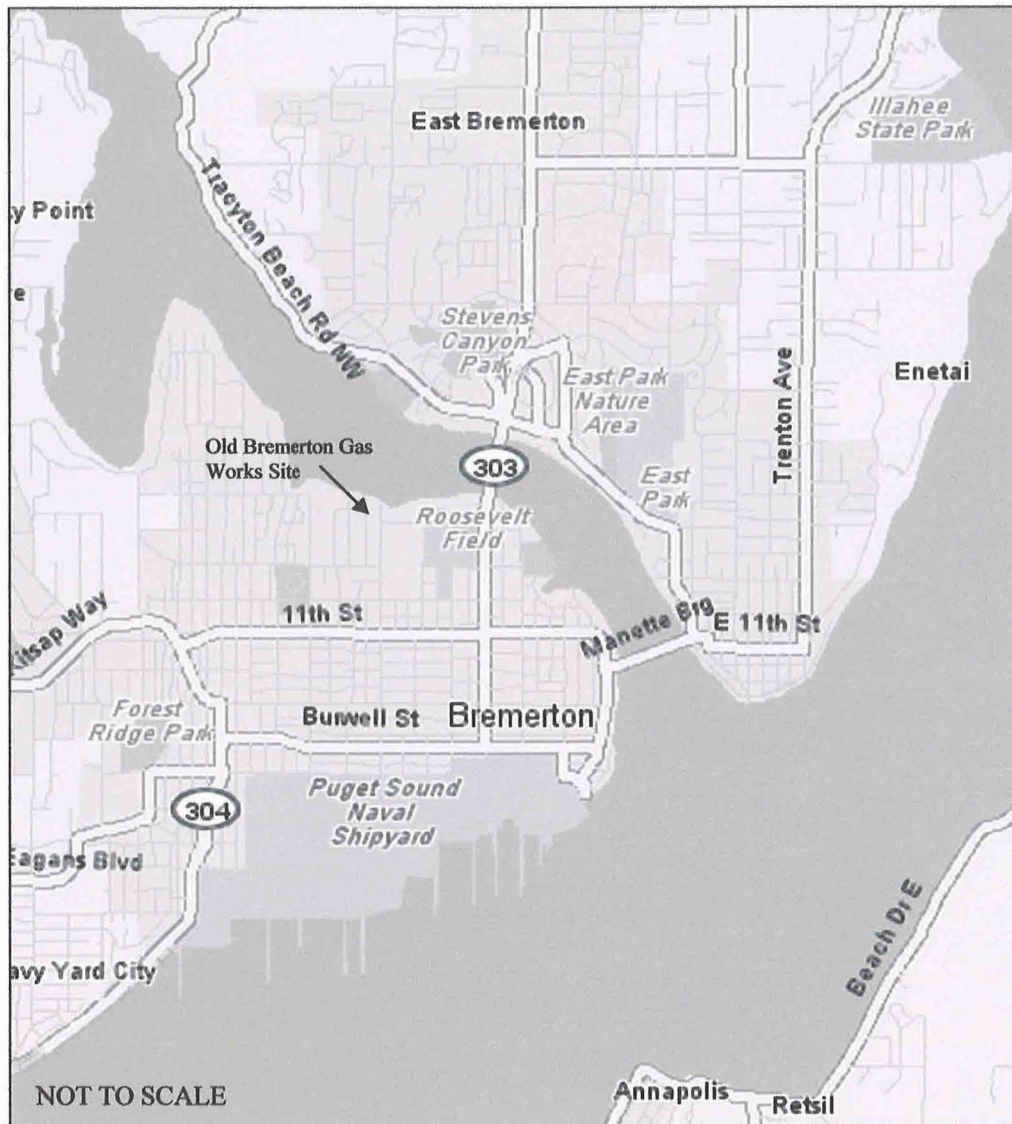 Illahee
State Park
East Bremerton
Tracyton Beach Rd NW
y Point
e
Stevens
Canyon
Park
East Park
Nature
Area
Trenton Ave
Enetai
Old Bremerton Gas
Works Site
303
East
Park
Roosevelt
Field
Kitsap Way
11th St
Manette Brg
E 11th St
Forest
Ridge Park
Burwell St
Bremerton
304
Puget Sound
Naval
Shipyard
Eagans Blvd
avy Yard City
Beach Dr E
NOT TO SCALE
Annapolis
Retsil